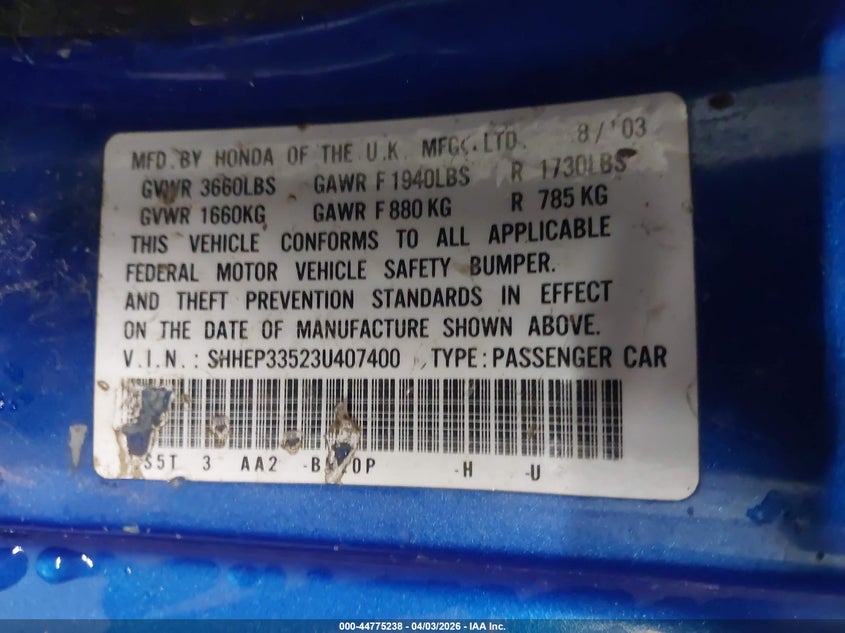 MFD. BY HONDA OF THE U.K. MFG. LTD. 8/'03
GVWR 3660LBS GAWR F 1940LBS R 1730LBS
GVWR 1660KG GAWR F 880 KG R 785 KG
THIS VEHICLE CONFORMS TO ALL APPLICABLE
FEDERAL MOTOR VEHICLE SAFETY BUMPER.
AND THEFT PREVENTION STANDARDS IN EFFECT
ON THE DATE OF MANUFACTURE SHOWN ABOVE.
V.I.N.: SHHEP33523U407400 TYPE: PASSENGER CAR
S5T 3 AA2 -H -U
000-44775238 - 04/03/2026 - IAA Inc.